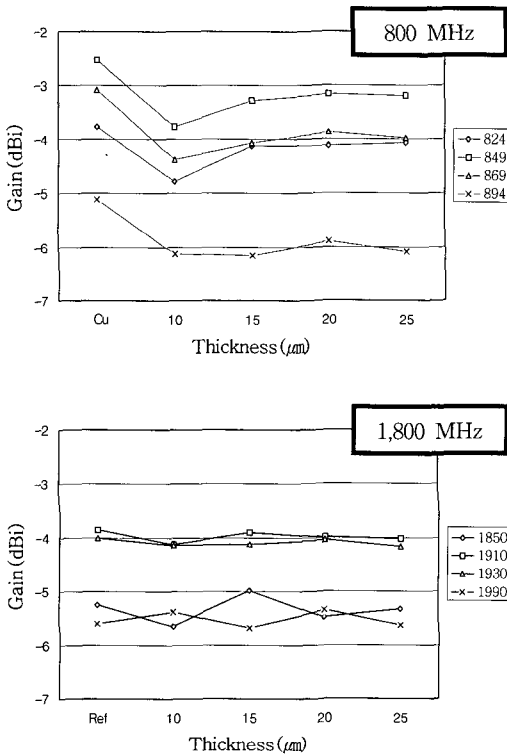 800 MHz
-2
-3
-4
-5
-6
-7
Gain (dBi)
Cu 10 15 20 25
Thickness (μm)
824
849
869
894
1,800 MHz
-2
-3
-4
-5
-6
-7
Gain (dBi)
Ref 10 15 20 25
Thickness (μm)
1850
1910
1930
1990